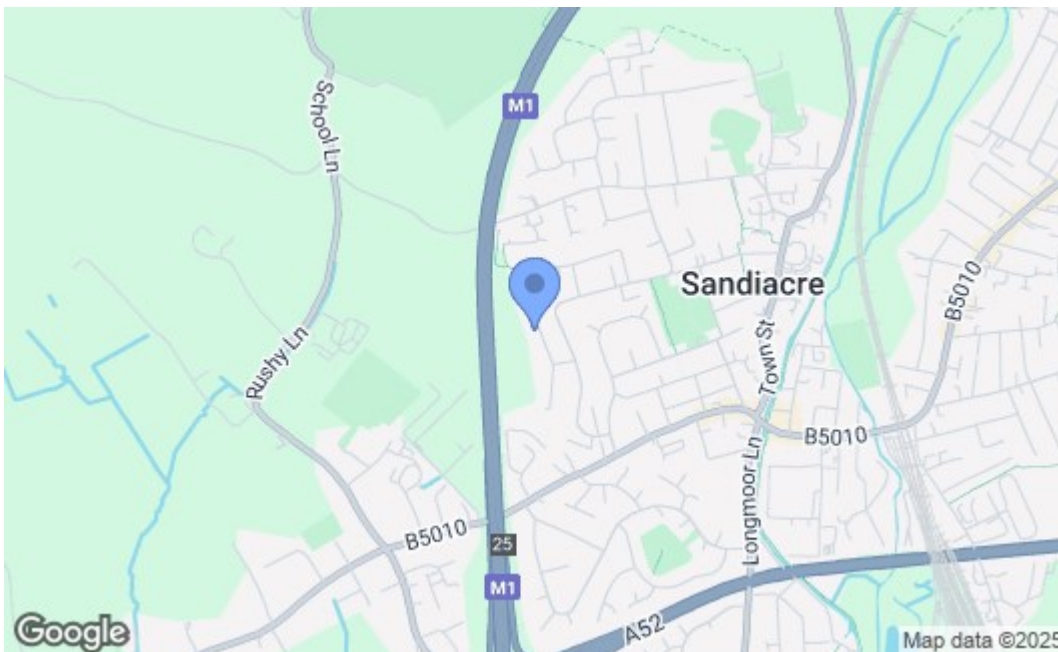 M1
School Ln
Sandiacre
B5010
Rushy Ln
Town St
B5010
Longmoor Ln
B5010
25
M1
A52
Google
Map data ©2025